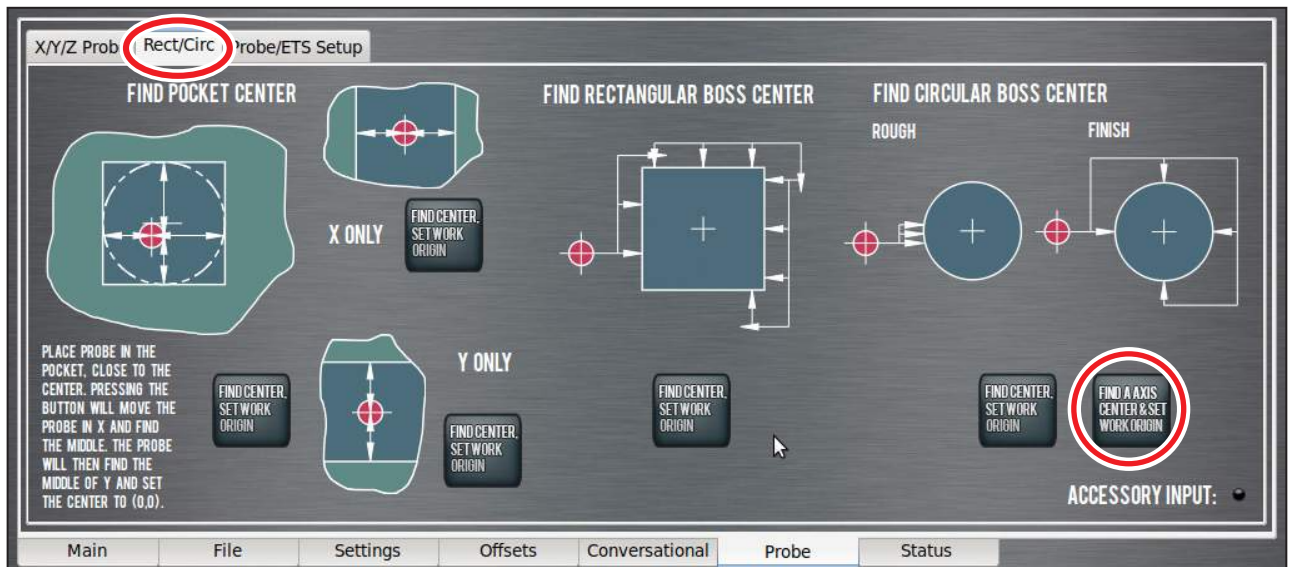 X/Y/Z Prob
Rect/Circ
Probe/ETS Setup
FIND POCKET CENTER
X ONLY
FIND CENTER,
SET WORK
ORIGIN
PLACE PROBE IN THE
POCKET, CLOSE TO THE
CENTER. PRESSING THE
BUTTON WILL MOVE THE
PROBE IN X AND FIND
THE MIDDLE. THE PROBE
WILL THEN FIND THE
MIDDLE OF Y AND SET
THE CENTER TO (0,0).
FIND CENTER,
SET WORK
ORIGIN
Y ONLY
FIND CENTER,
SET WORK
ORIGIN
FIND RECTANGULAR BOSS CENTER
FIND CENTER,
SET WORK
ORIGIN
FIND CIRCULAR BOSS CENTER
ROUGH
FINISH
FIND CENTER,
SET WORK
ORIGIN
FIND A AXIS
CENTER & SET
WORK ORIGIN
ACCESSORY INPUT:
Main
File
Settings
Offsets
Conversational
Probe
Status